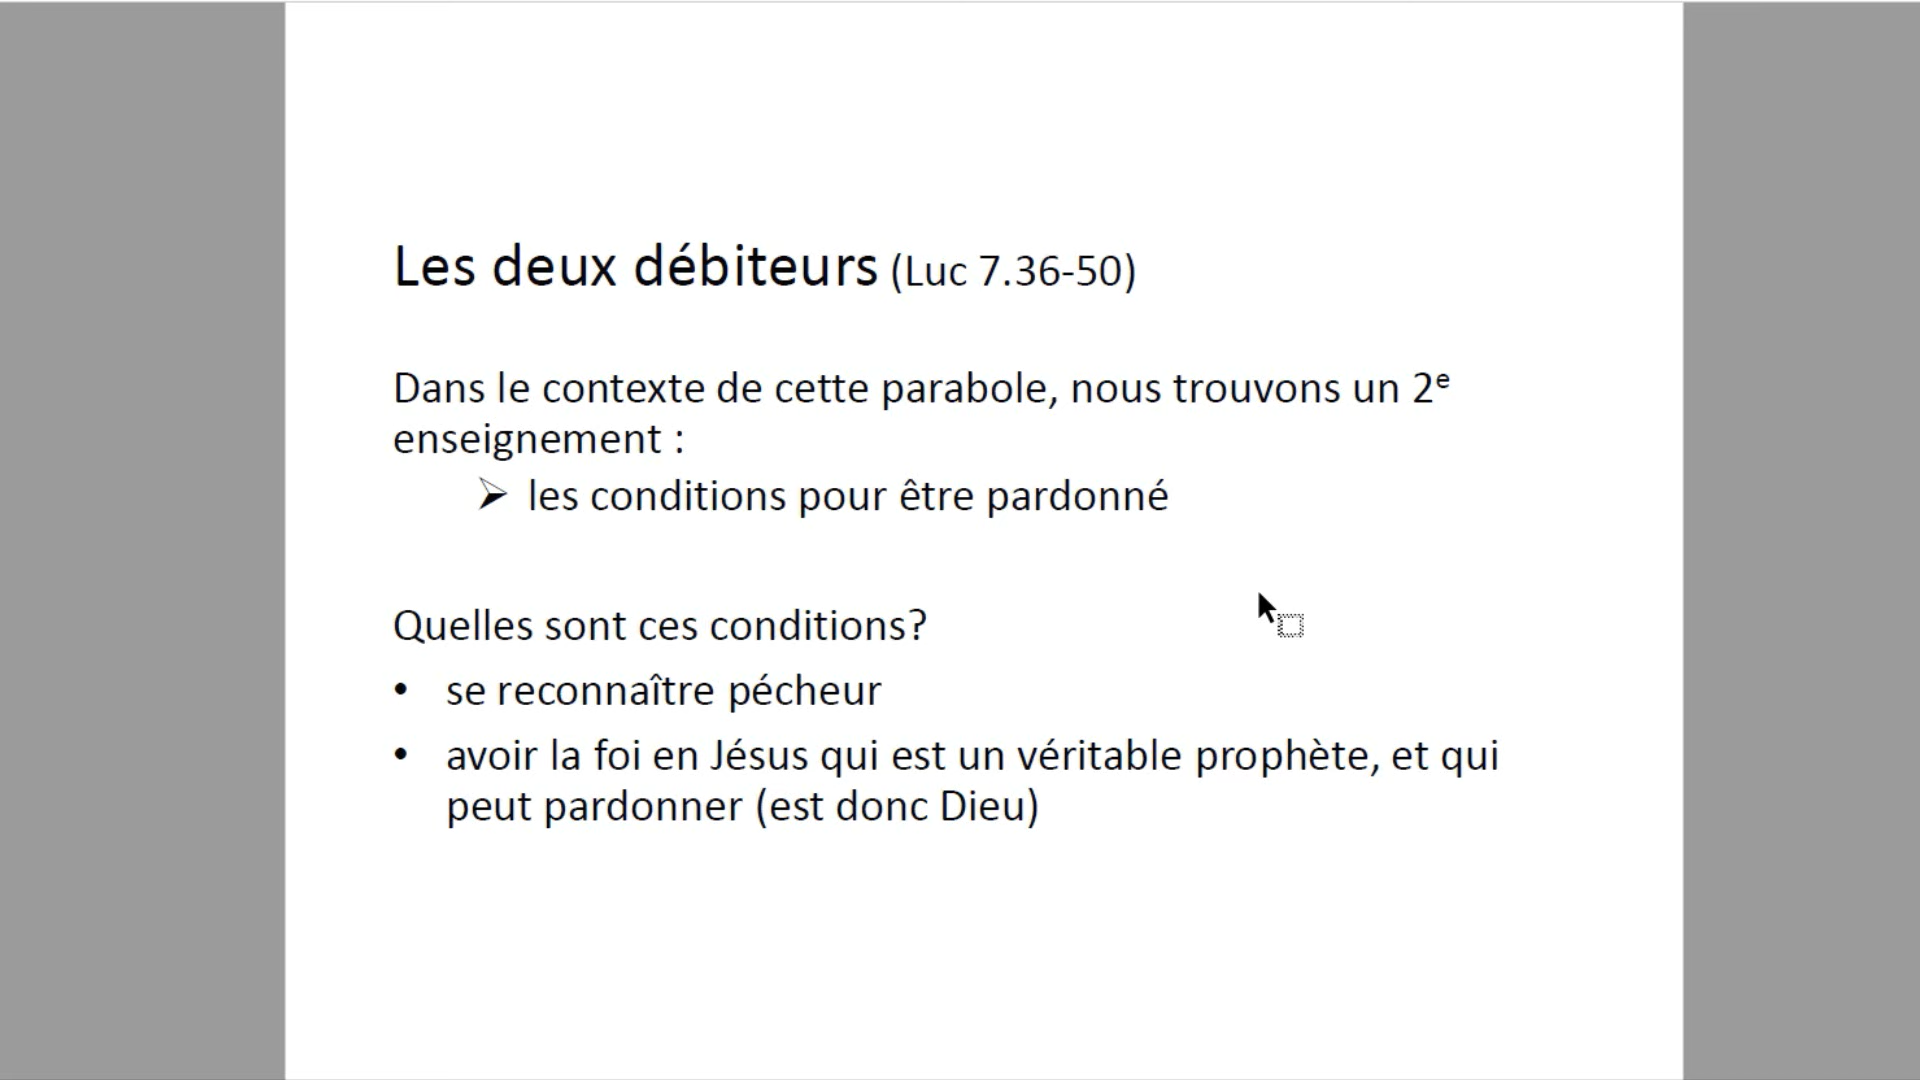 Les deux débiteurs (Luc 7.36-50)
Dans le contexte de cette parabole, nous trouvons un 2e
enseignement :
➢ les conditions pour être pardonné
Quelles sont ces conditions?
• se reconnaître pécheur
• avoir la foi en Jésus qui est un véritable prophète, et qui
peut pardonner (est donc Dieu)